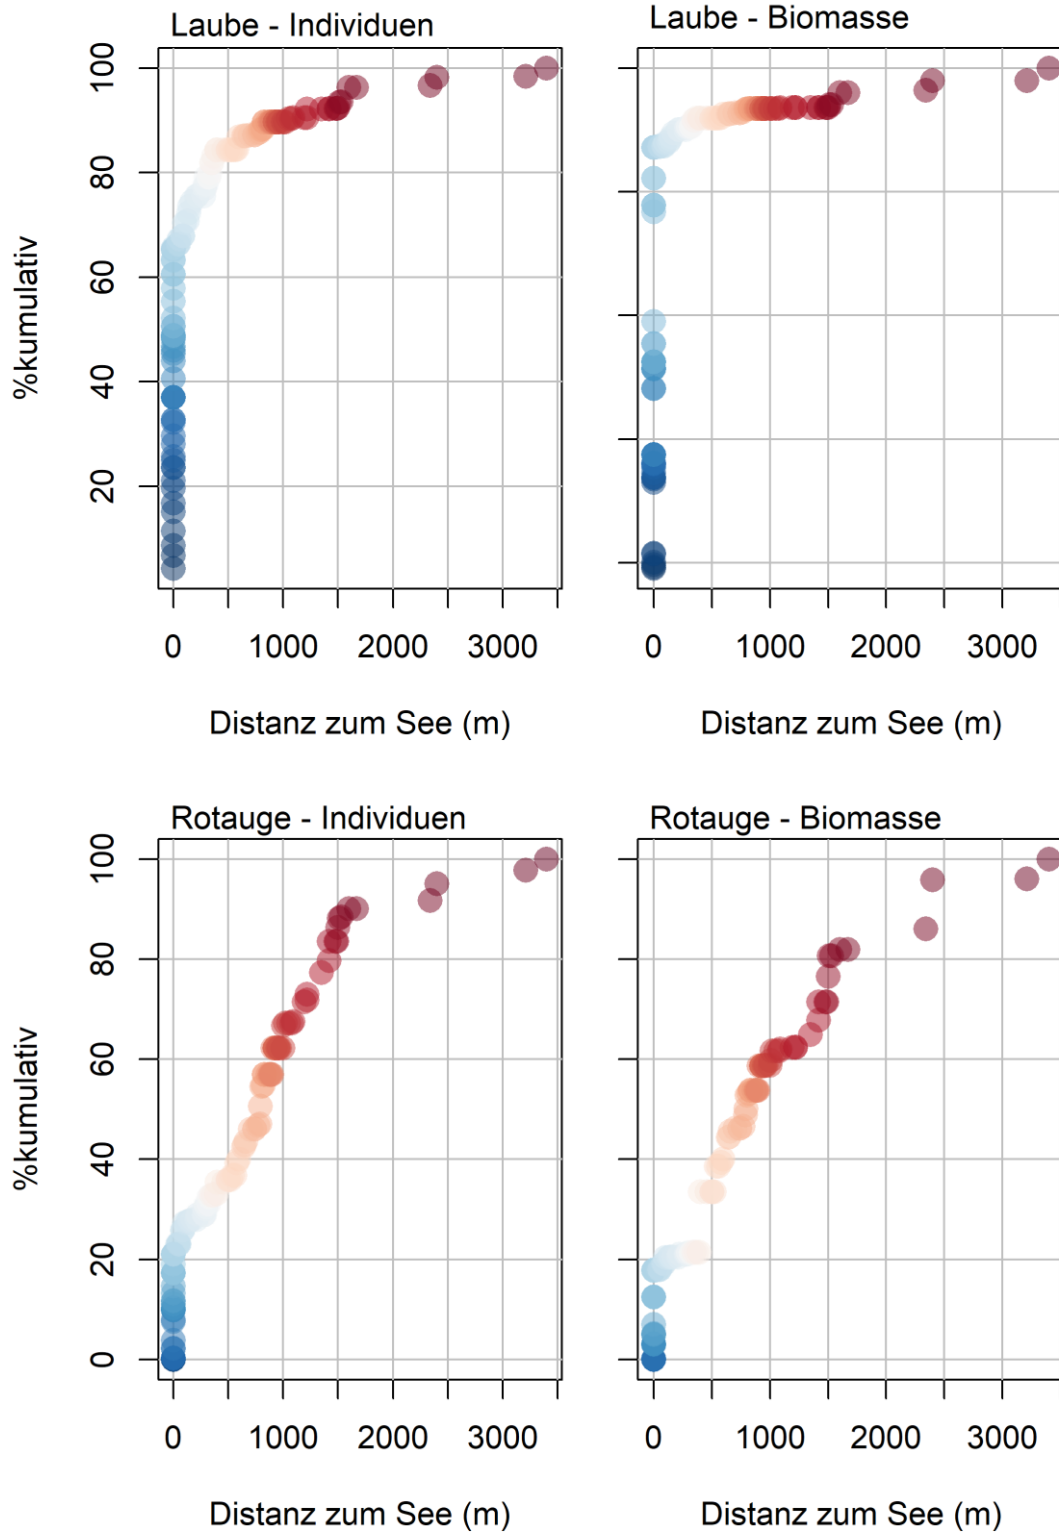 Laube - Individuen
Laube - Biomasse
%kumulativ
100
80
60
40
20
0 1000 2000 3000
0 1000 2000 3000
Distanz zum See (m)
Distanz zum See (m)
Rotauge - Individuen
Rotauge - Biomasse
%kumulativ
100
80
60
40
20
0
0 1000 2000 3000
0 1000 2000 3000
Distanz zum See (m)
Distanz zum See (m)